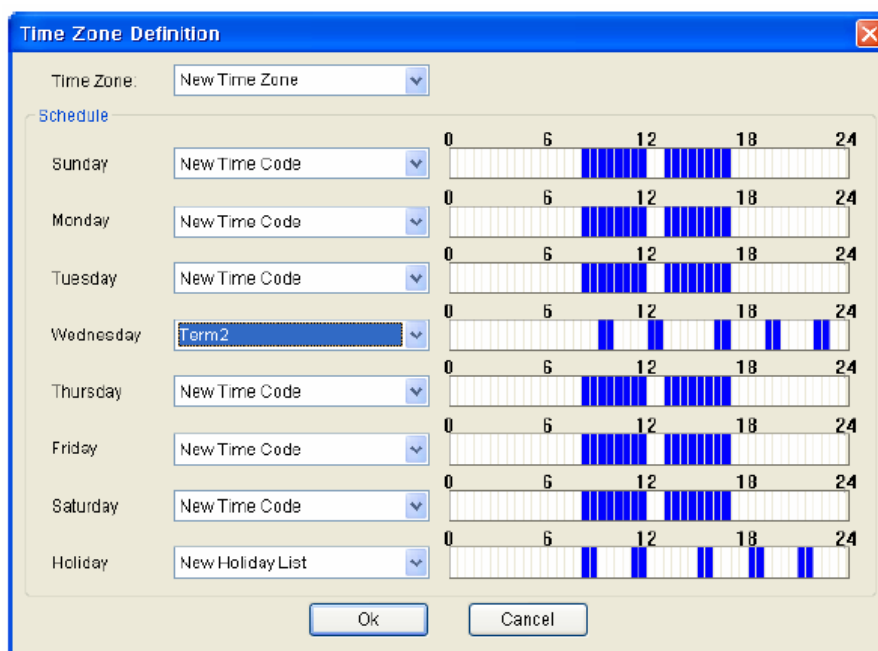 Time Zone Definition
Time Zone: New Time Zone
Schedule
0 6 12 18 24
Sunday New Time Code
0 6 12 18 24
Monday New Time Code
0 6 12 18 24
Tuesday New Time Code
0 6 12 18 24
Wednesday Term2
0 6 12 18 24
Thursday New Time Code
0 6 12 18 24
Friday New Time Code
0 6 12 18 24
Saturday New Time Code
0 6 12 18 24
Holiday New Holiday List
Ok Cancel